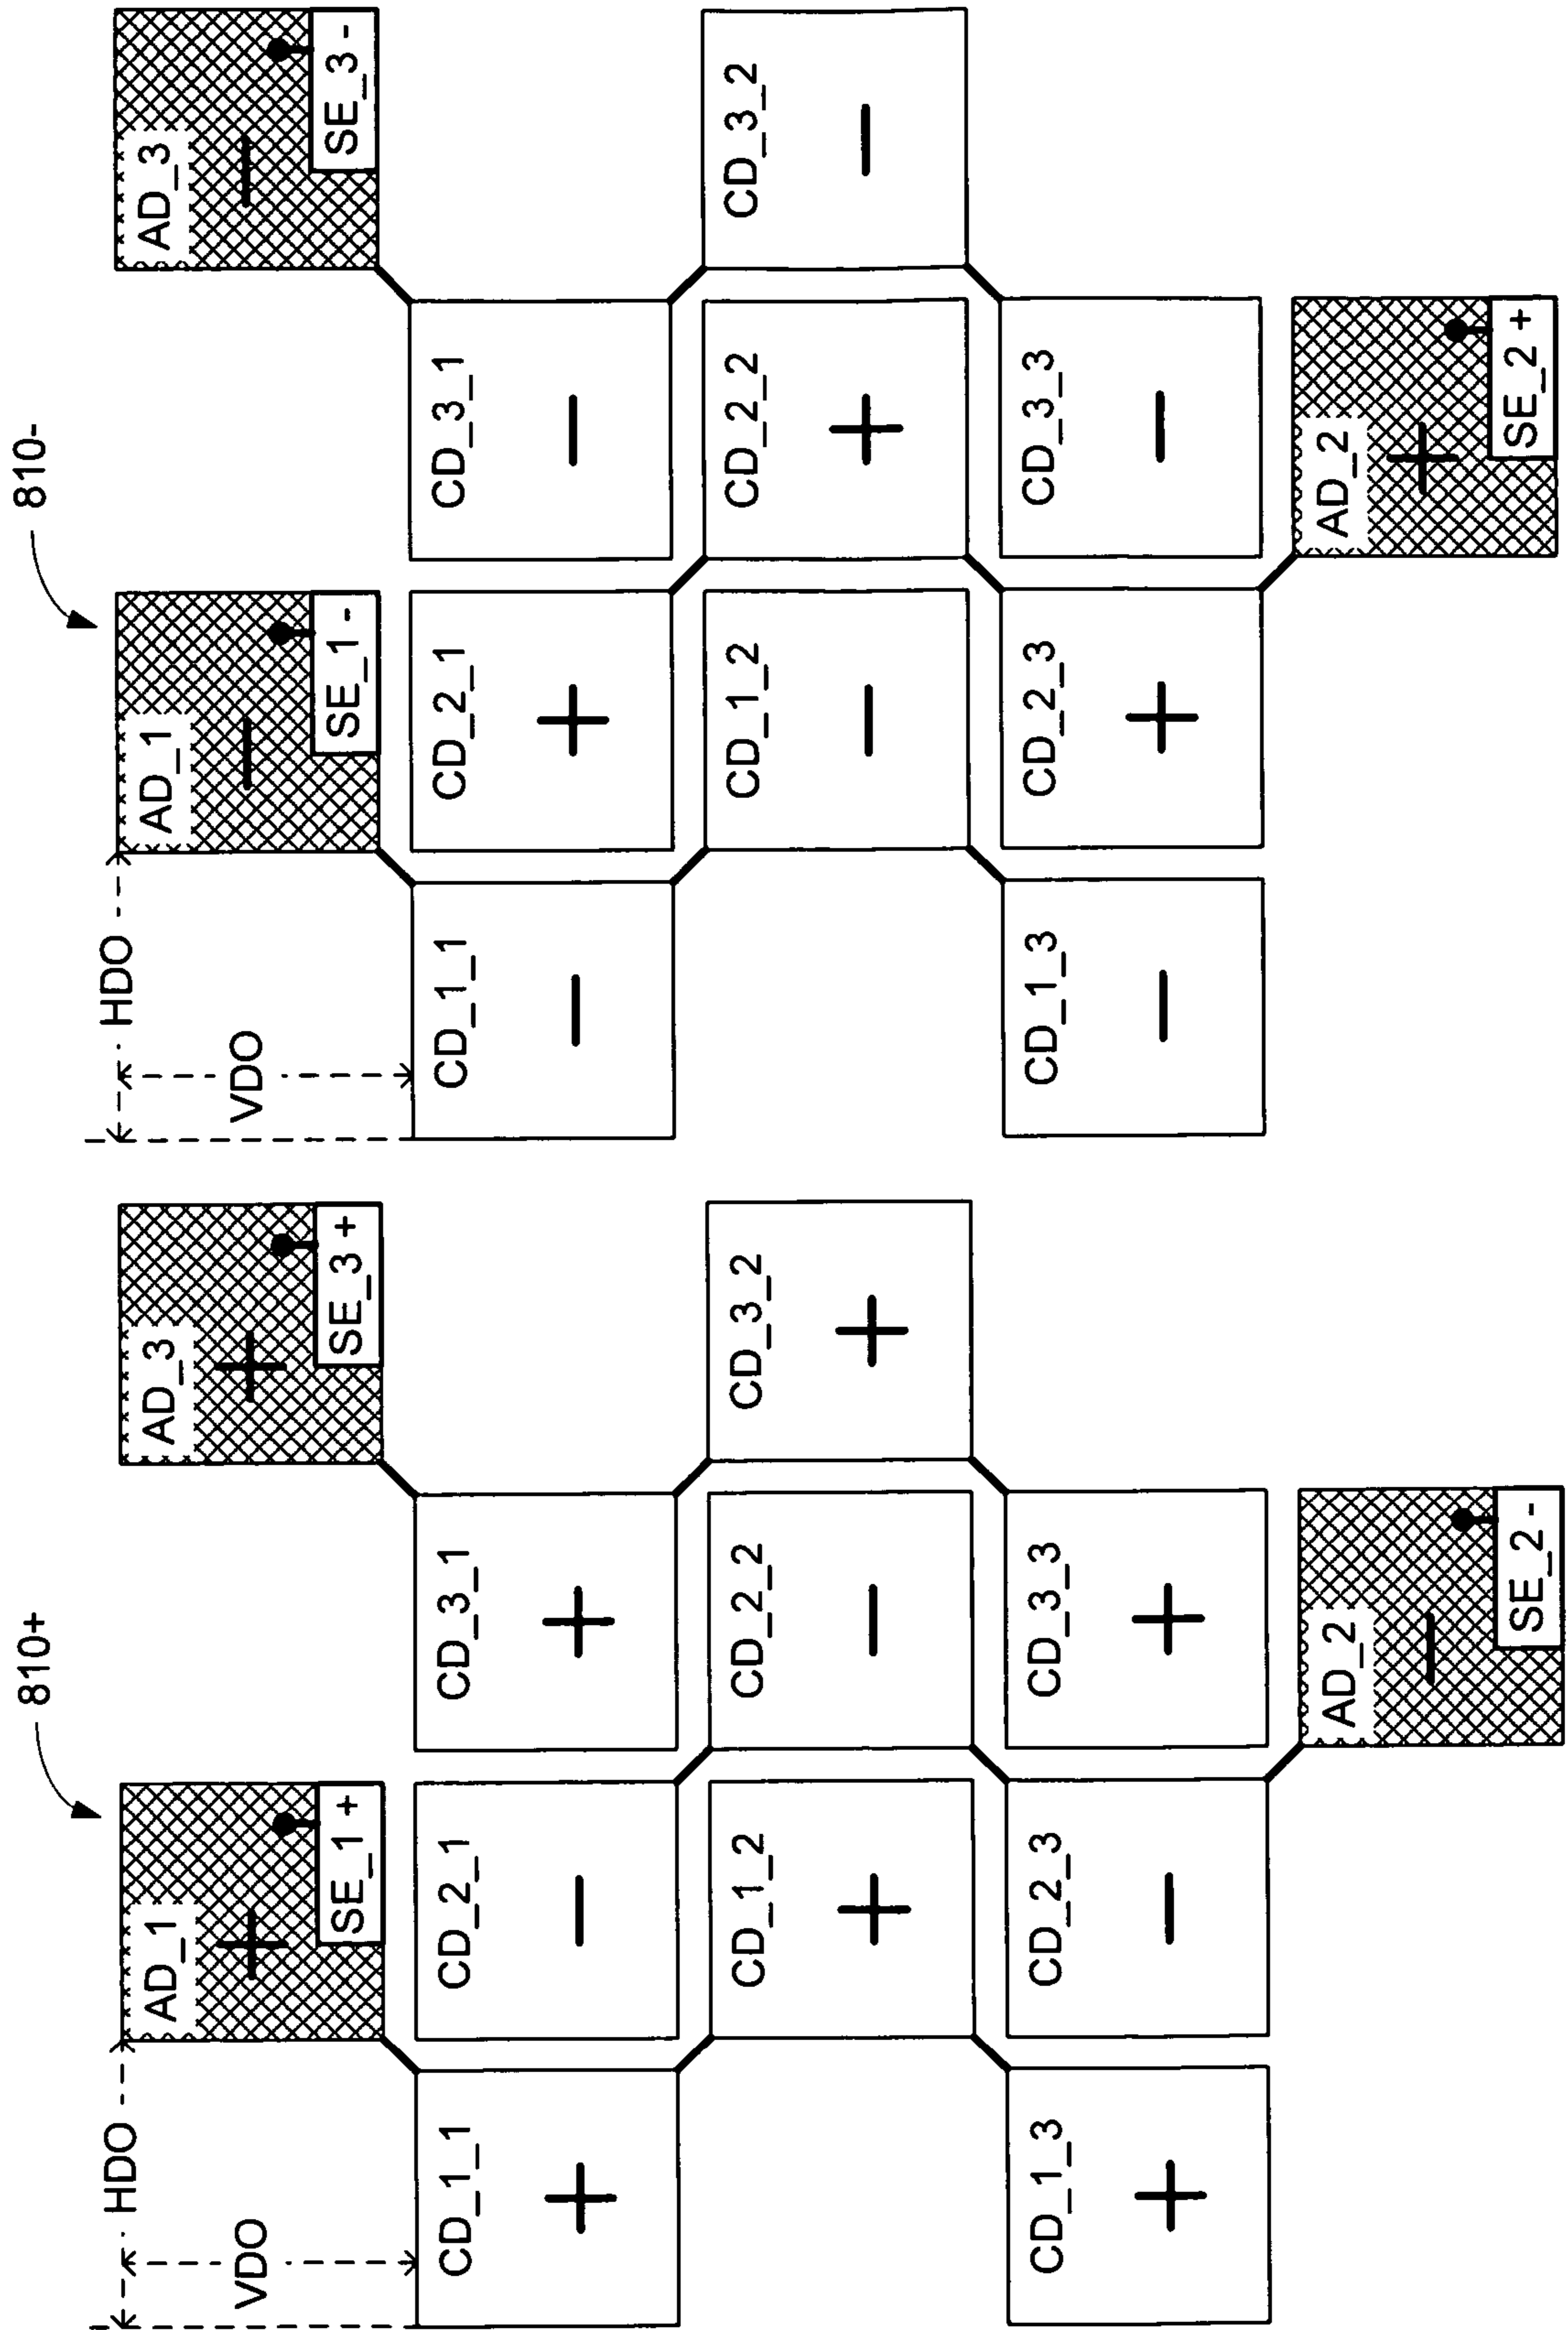 810+
HDO
VDO
AD_1
+
SE_1 +
AD_3
+
SE_3 +
CD_1_1
+
CD_2_1
−
CD_3_1
+
CD_1_2
+
CD_2_2
−
CD_3_2
+
CD_1_3
+
CD_2_3
−
CD_3_3
+
AD_2
−
SE_2 -
810-
HDO
VDO
AD_1
−
SE_1 -
AD_3
−
SE_3 -
CD_1_1
−
CD_2_1
+
CD_3_1
−
CD_1_2
−
CD_2_2
+
CD_3_2
−
CD_1_3
−
CD_2_3
+
CD_3_3
−
AD_2
+
SE_2 +